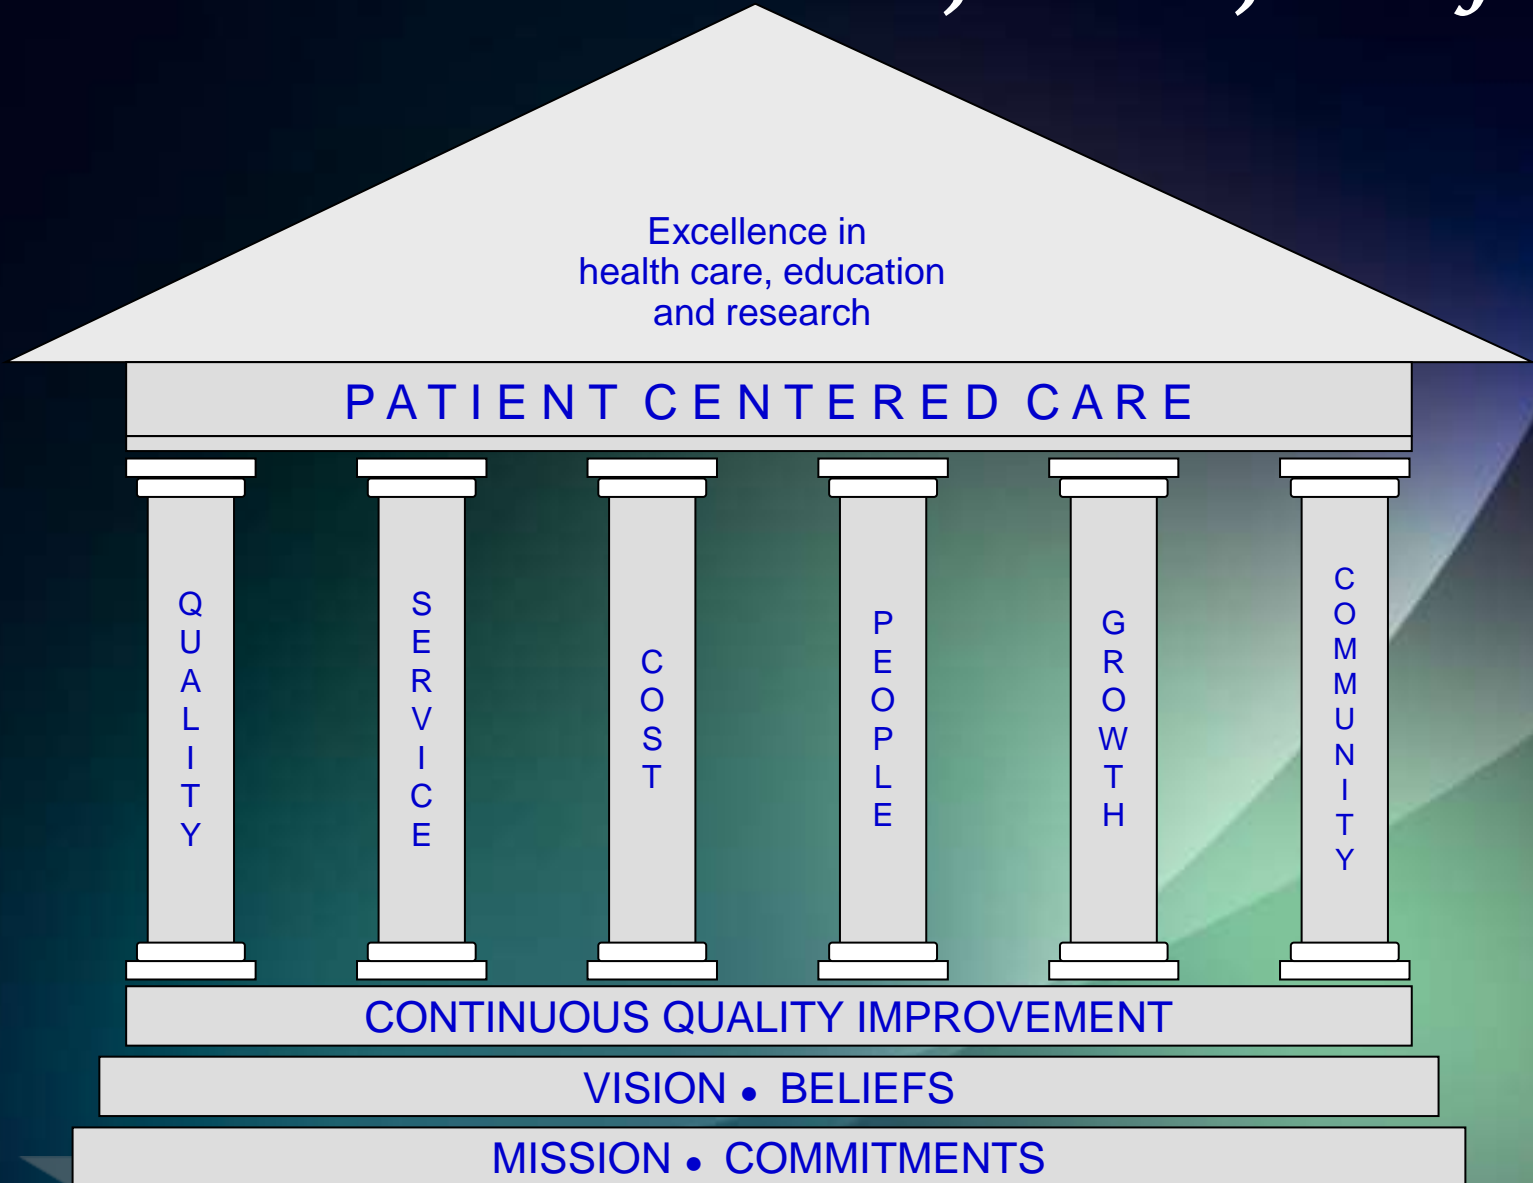 Excellence in
health care, education
and research
PATIENT CENTERED CARE
QUALITY
SERVICE
COST
PEOPLE
GROWTH
COMMUNITY
CONTINUOUS QUALITY IMPROVEMENT
VISION • BELIEFS
MISSION • COMMITMENTS